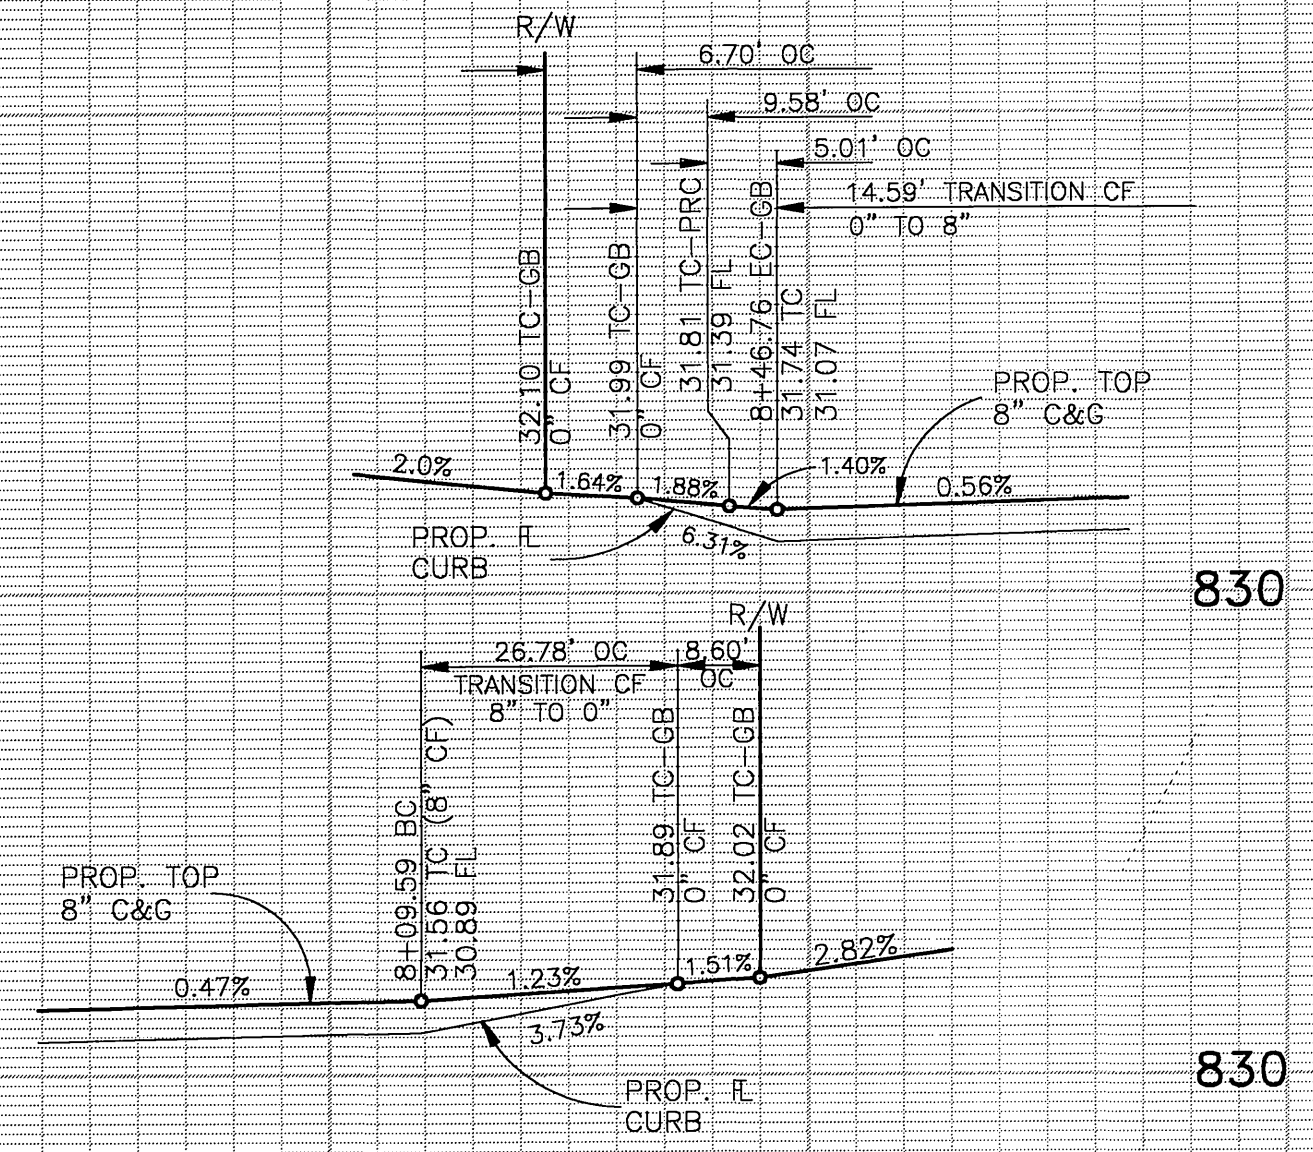 R/W
6.70' OC
9.58' OC
5.01' OC
14.59' TRANSITION CF
0" TO 8"
32.10 TC-GB
0" CF
31.99 TC-GB
0" CF
31.81 TC-PRC
31.39 FL
8+46.76 EC-GB
31.74 TC
31.07 FL
PROP. TOP
8" C&G
2.0%
1.64%
1.88%
1.40%
0.56%
PROP. FL
CURB
6.31%
830
R/W
26.78' OC
TRANSITION CF
8" TO 0"
8.60'
OC
8+09.59 BC
31.56 TC (8" CF)
30.89 FL
31.89 TC-GB
0" CF
32.02 TC-GB
0" CF
PROP. TOP
8" C&G
0.47%
1.23%
1.51%
2.82%
3.73%
PROP. FL
CURB
830